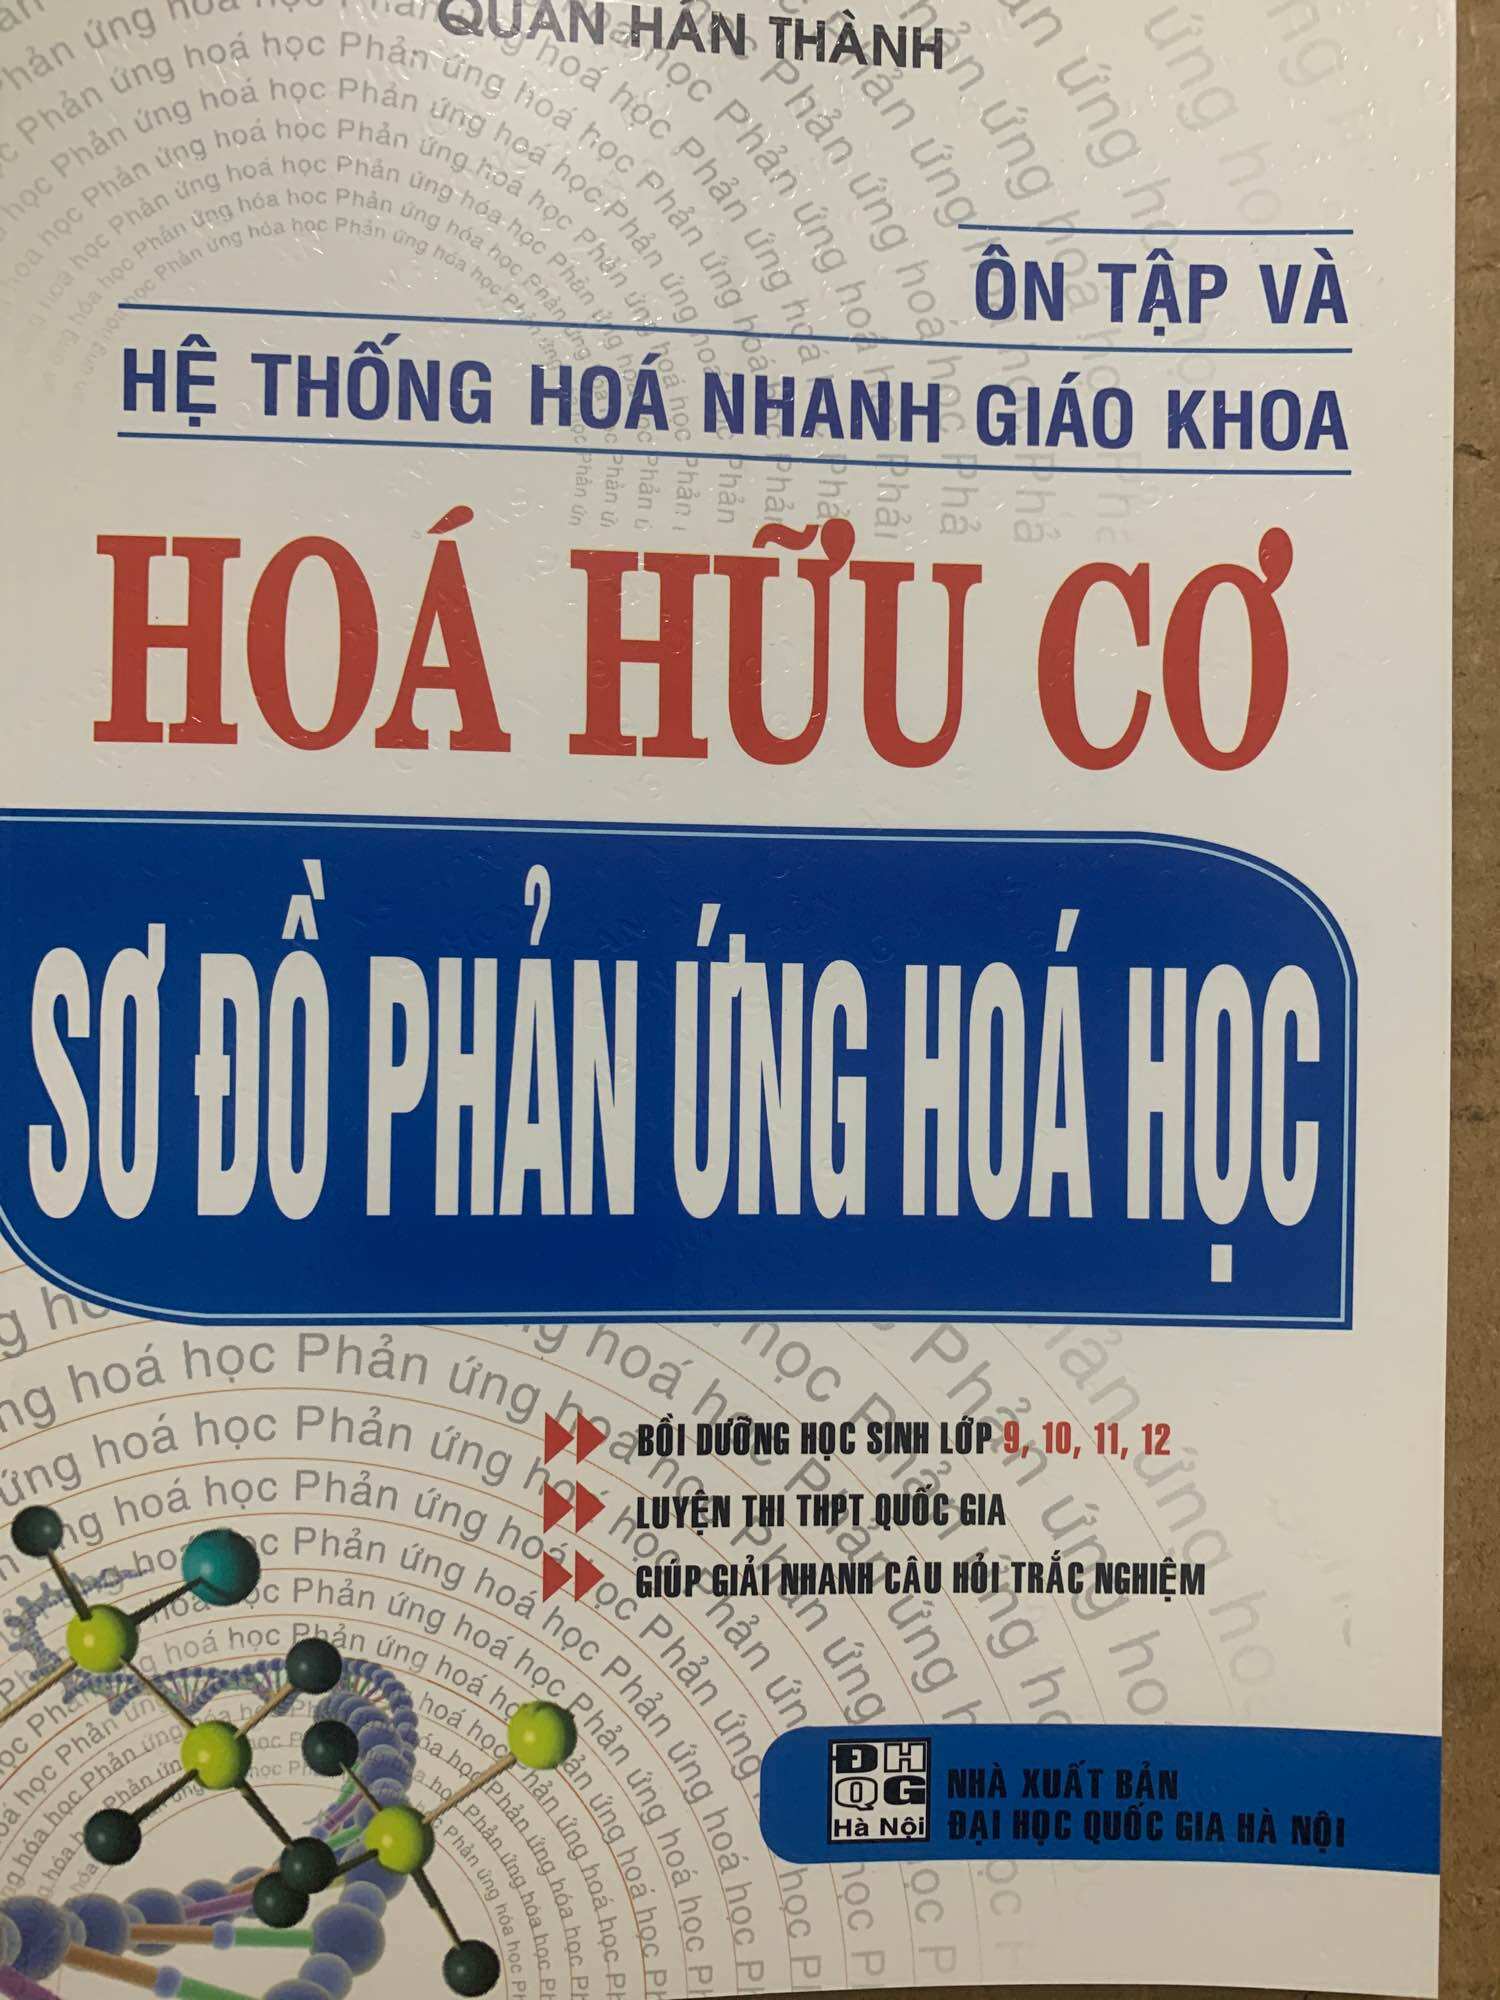 QUAN HÁN THÀNH
ÔN TẬP VÀ
HỆ THỐNG HOÁ NHANH GIÁO KHOA
HOÁ HỮU CƠ
SƠ ĐỒ PHẢN ỨNG HOÁ HỌC
BỒI DƯỠNG HỌC SINH LỚP 9, 10, 11, 12
LUYỆN THI THPT QUỐC GIA
GIÚP GIẢI NHANH CÂU HỎI TRẮC NGHIỆM
ĐH
QG
Hà Nội
NHÀ XUẤT BẢN
ĐẠI HỌC QUỐC GIA HÀ NỘI